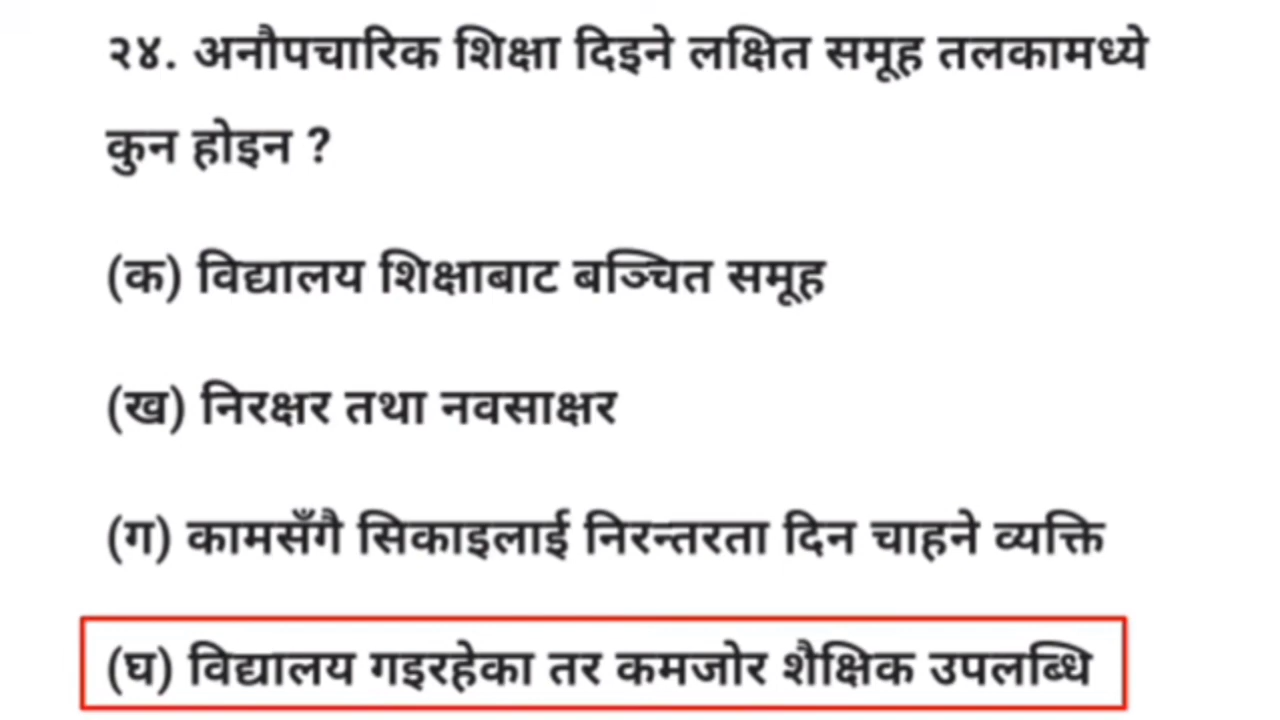 २४. अनौपचारिक शिक्षा दिइने लक्षित समूह तलकामध्ये
कुन होइन ?
(क) विद्यालय शिक्षाबाट बञ्चित समूह
(ख) निरक्षर तथा नवसाक्षर
(ग) कामसँगै सिकाइलाई निरन्तरता दिन चाहने व्यक्ति
(घ) विद्यालय गइरहेका तर कमजोर शैक्षिक उपलब्धि